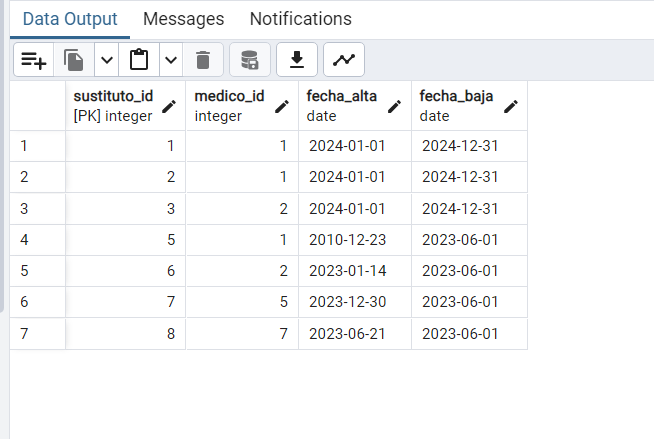 Data Output Messages Notifications
sustituto_id medico_id fecha_alta fecha_baja
[PK] integer integer date date
1 1 1 2024-01-01 2024-12-31
2 2 1 2024-01-01 2024-12-31
3 3 2 2024-01-01 2024-12-31
4 5 1 2010-12-23 2023-06-01
5 6 2 2023-01-14 2023-06-01
6 7 5 2023-12-30 2023-06-01
7 8 7 2023-06-21 2023-06-01